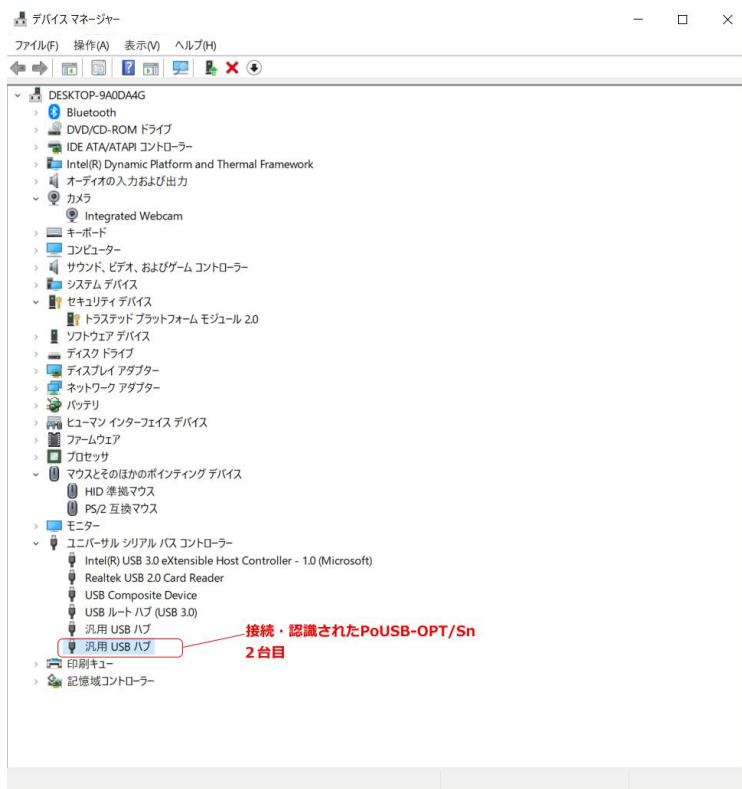 デバイス マネージャー
ファイル(F) 操作(A) 表示(V) ヘルプ(H)
DESKTOP-9A0DA4G
Bluetooth
DVD/CD-ROM ドライブ
IDE ATA/ATAPI コントローラー
Intel(R) Dynamic Platform and Thermal Framework
オーディオの入力および出力
カメラ
Integrated Webcam
キーボード
コンピューター
サウンド、ビデオ、およびゲーム コントローラー
システム デバイス
セキュリティ デバイス
トラステッド プラットフォーム モジュール 2.0
ソフトウェア デバイス
ディスク ドライブ
ディスプレイ アダプター
ネットワーク アダプター
バッテリ
ヒューマン インターフェイス デバイス
ファームウェア
プロセッサ
マウスとそのほかのポインティング デバイス
HID 準拠マウス
PS/2 互換マウス
モニター
ユニバーサル シリアル バス コントローラー
Intel(R) USB 3.0 eXtensible Host Controller - 1.0 (Microsoft)
Realtek USB 2.0 Card Reader
USB Composite Device
USB ルート ハブ (USB 3.0)
汎用 USB ハブ
汎用 USB ハブ
接続・認識されたPoUSB-OPT/Sn
2台目
印刷キュー
記憶域コントローラー